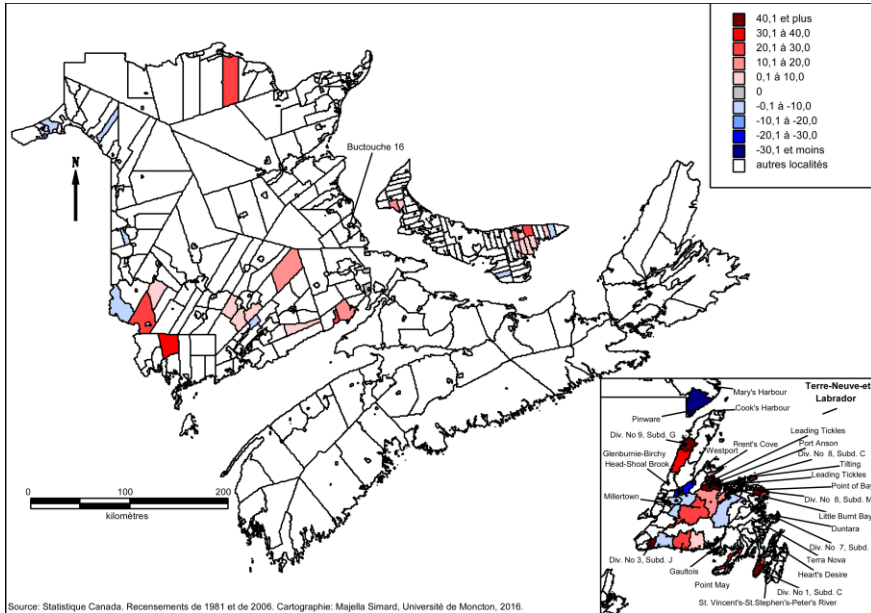 40,1 et plus
30,1 à 40,0
20,1 à 30,0
10,1 à 20,0
0,1 à 10,0
0
-0,1 à -10,0
-10,1 à -20,0
-20,1 à -30,0
-30,1 et moins
autres localités
Buctouche 16
N
0 100 200
kilomètres
Terre-Neuve-et
Labrador
Mary's Harbour
Cook's Harbour
Pinware
Leading Tickles
Div. No 9, Subd. G
Port Anson
Brent's Cove
Westport
Div. No 8, Subd. C
Glenburnie-Birchy
Head-Shoal Brook
Tilting
Leading Tickles
Point of Bay
Millertown
Div. No 8, Subd. M
Little Burnt Bay
Duntara
Div. No 7, Subd.
Div. No 3, Subd. J
Terra Nova
Gaultois
Heart's Desire
Point May
Div. No 1, Subd. C
St. Vincent's-St.Stephen's-Peter's River
Source: Statistique Canada. Recensements de 1981 et de 2006. Cartographie: Majella Simard, Université de Moncton, 2016.